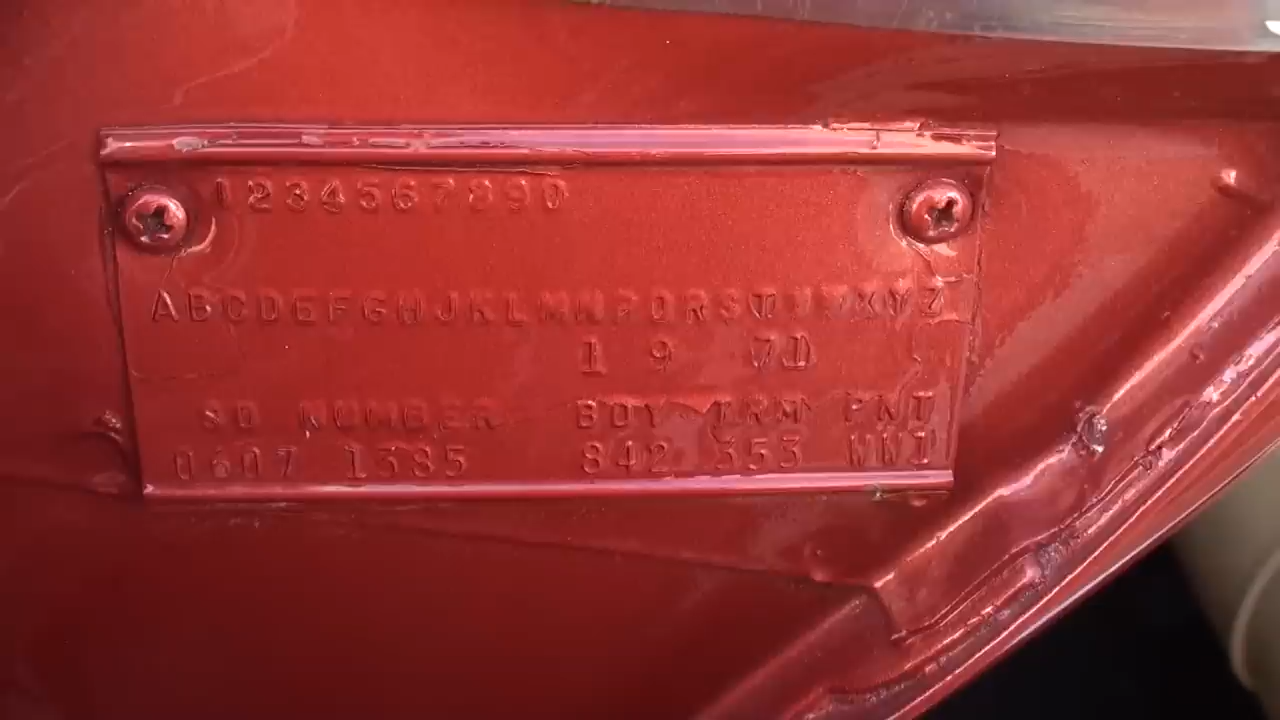 1234567890
ABCDEFGHJKLMNPQRSTUVWXYZ
1 9 71
SO NUMBER BDY TRM PNT
0607 1385 842 353 WW1